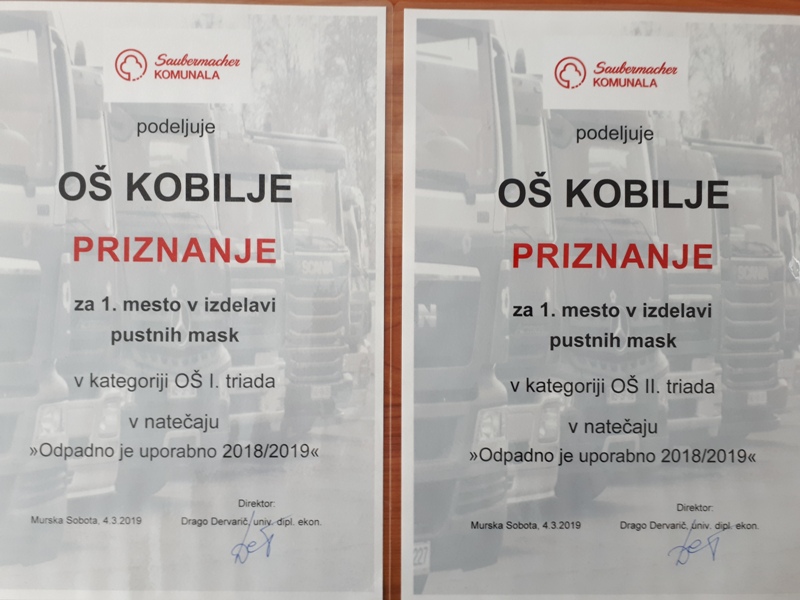 Saubermacher
KOMUNALA
podeljuje
OŠ KOBILJE
PRIZNANJE
za 1. mesto v izdelavi
pustnih mask
v kategoriji OŠ I. triada
v natečaju
»Odpadno je uporabno 2018/2019«
Direktor:
Murska Sobota, 4.3.2019 Drago Dervarič, univ. dipl. ekon.
Saubermacher
KOMUNALA
podeljuje
OŠ KOBILJE
PRIZNANJE
za 1. mesto v izdelavi
pustnih mask
v kategoriji OŠ II. triada
v natečaju
»Odpadno je uporabno 2018/2019«
Direktor:
Murska Sobota, 4.3.2019 Drago Dervarič, univ. dipl. ekon.
SCANIA
227